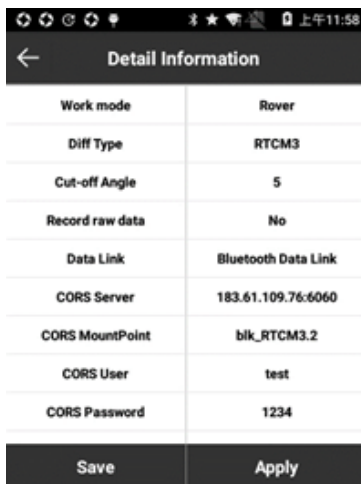 上午11:58
Detail Information
Work mode Rover
Diff Type RTCM3
Cut-off Angle 5
Record raw data No
Data Link Bluetooth Data Link
CORS Server 183.61.109.76:6060
CORS MountPoint blk_RTCM3.2
CORS User test
CORS Password 1234
Save Apply